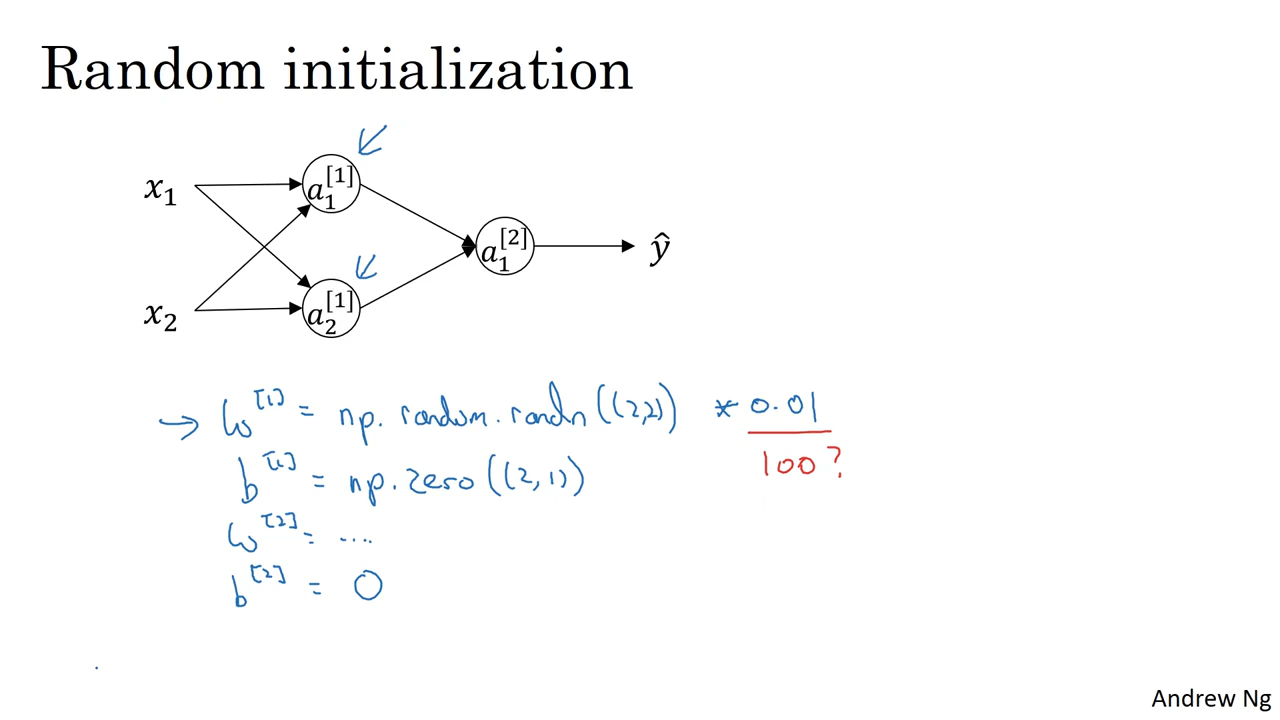 Random initialization
x₁
a₁^[1]
a₁^[2]
ŷ
x₂
a₂^[1]
→ W^[1] = np.random.randn((2,2)) * 0.01
100?
b^[1] = np.zero((2,1))
W^[2] = ....
b^[2] = 0
Andrew Ng